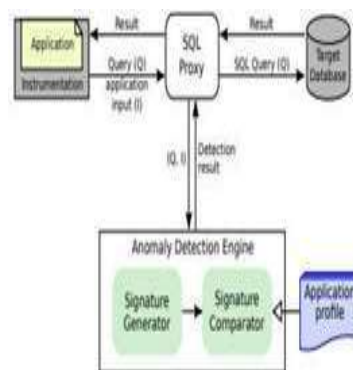 Result
Result
Application
SQL
Proxy
Target
Database
Instrumentation
Query (Q)
application
input (I)
SQL Query (Q)
(Q, I)
Detection
result
Anomaly Detection Engine
Signature
Generator
Signature
Comparator
Application
profile